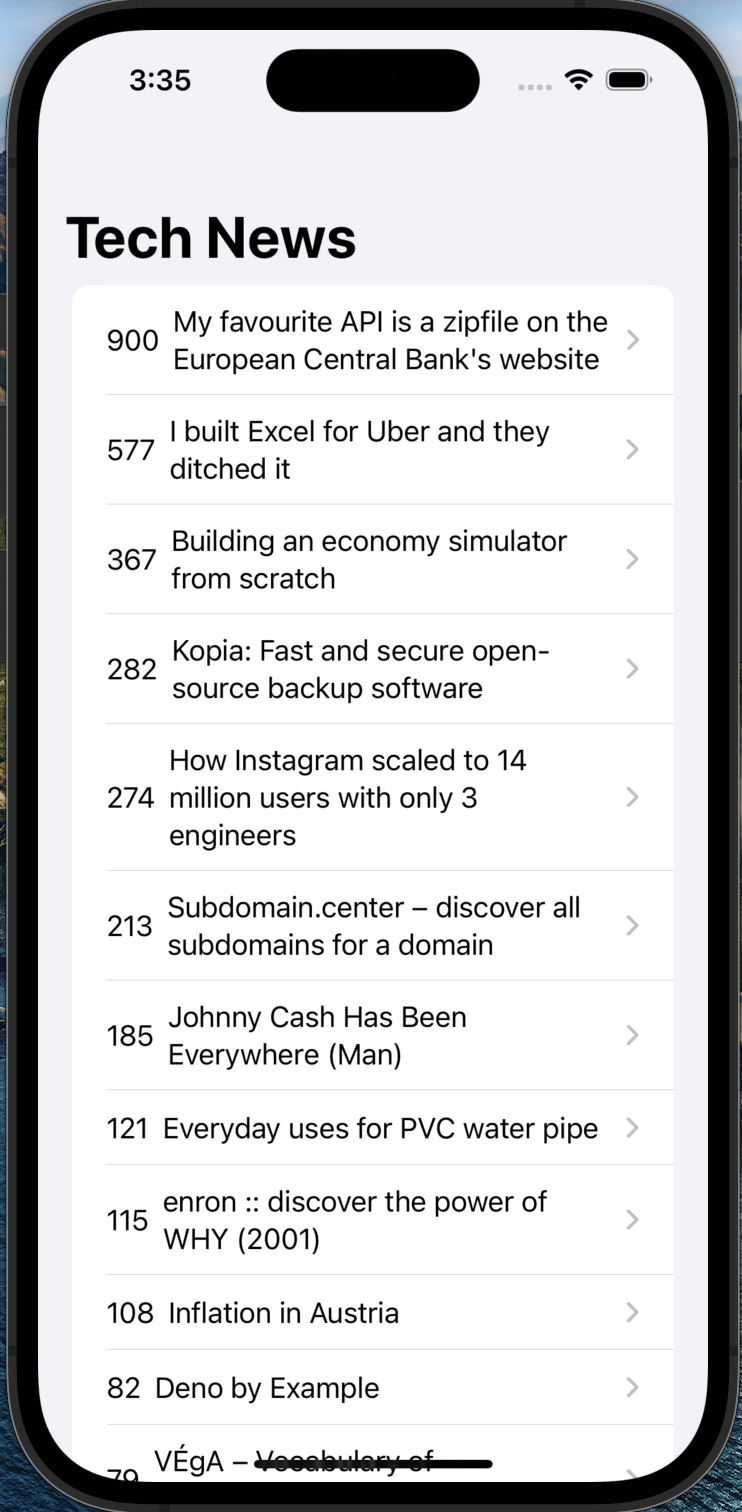 3:35
Tech News
900 My favourite API is a zipfile on the
European Central Bank's website
577 I built Excel for Uber and they
ditched it
367 Building an economy simulator
from scratch
282 Kopia: Fast and secure open-
source backup software
274 How Instagram scaled to 14
million users with only 3
engineers
213 Subdomain.center – discover all
subdomains for a domain
185 Johnny Cash Has Been
Everywhere (Man)
121 Everyday uses for PVC water pipe
115 enron :: discover the power of
WHY (2001)
108 Inflation in Austria
82 Deno by Example
79 VÉgA – Vocabulary of